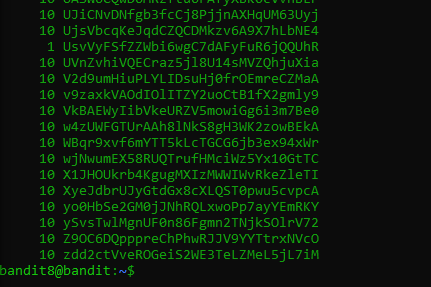 10 UJiCNvDNfgb3fcCj8PjjnAXHqUM63Uyj
10 UjsVbcqKeJqdCZQCDMkzv6A9X7hLbNE4
1 UsvVyFSfZZWbi6wgC7dAFyFuR6jQQUhR
10 UVnZvhiVQECraz5jl8U14sMVZQhjuXia
10 V2d9umHiuPLYLIDsuHj0frOEmreCZMaA
10 v9zaxkVAOdIOlITZY2uoCtB1fX2gmly9
10 VkBAEWyIibVkeURZV5mowiGg6i3m7Be0
10 w4zUWFGTUrAAh8lNkS8gH3WK2zowBEkA
10 WBqr9xvf6mYTT5kLcTGCG6jb3ex94xWr
10 wjNwumEX58RUQTrufHMciWz5Yx10GtTC
10 X1JHOUkrb4KgugMXIzMWWIWvRkeZleTI
10 XyeJdbrUJyGtdGx8cXLQST0pwu5cvpcA
10 yo0HbSe2GM0jJNhRQLxwoPp7ayYEmRKY
10 ySvsTwlMgnUF0n86Fgmn2TNjkSOlrV72
10 Z9OC6DQpppreChPhwRJJV9YYTtrxNVcO
10 zdd2ctVveROGeiS2WE3TeLZMeL5jL7iM
bandit8@bandit:~$